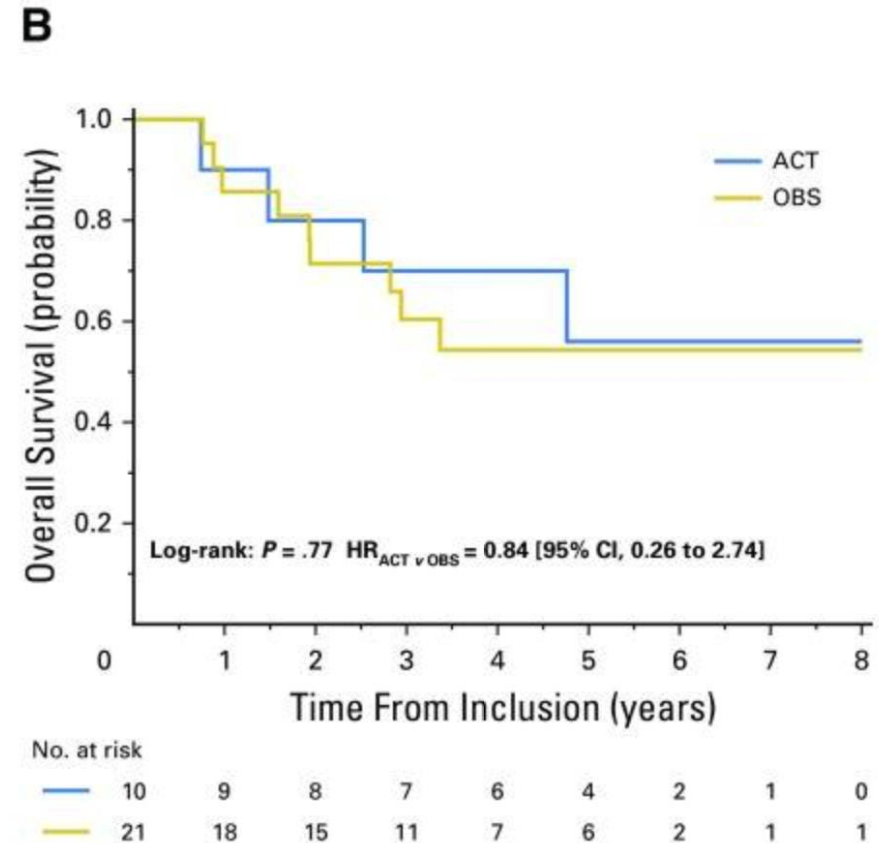 B
1.0
0.8
0.6
0.4
0.2
Overall Survival (probability)
ACT
OBS
Log-rank: P = .77 HR ACT v OBS = 0.84 [95% CI, 0.26 to 2.74]
0 1 2 3 4 5 6 7 8
Time From Inclusion (years)
No. at risk
10 9 8 7 6 4 2 1 0
21 18 15 11 7 6 2 1 1